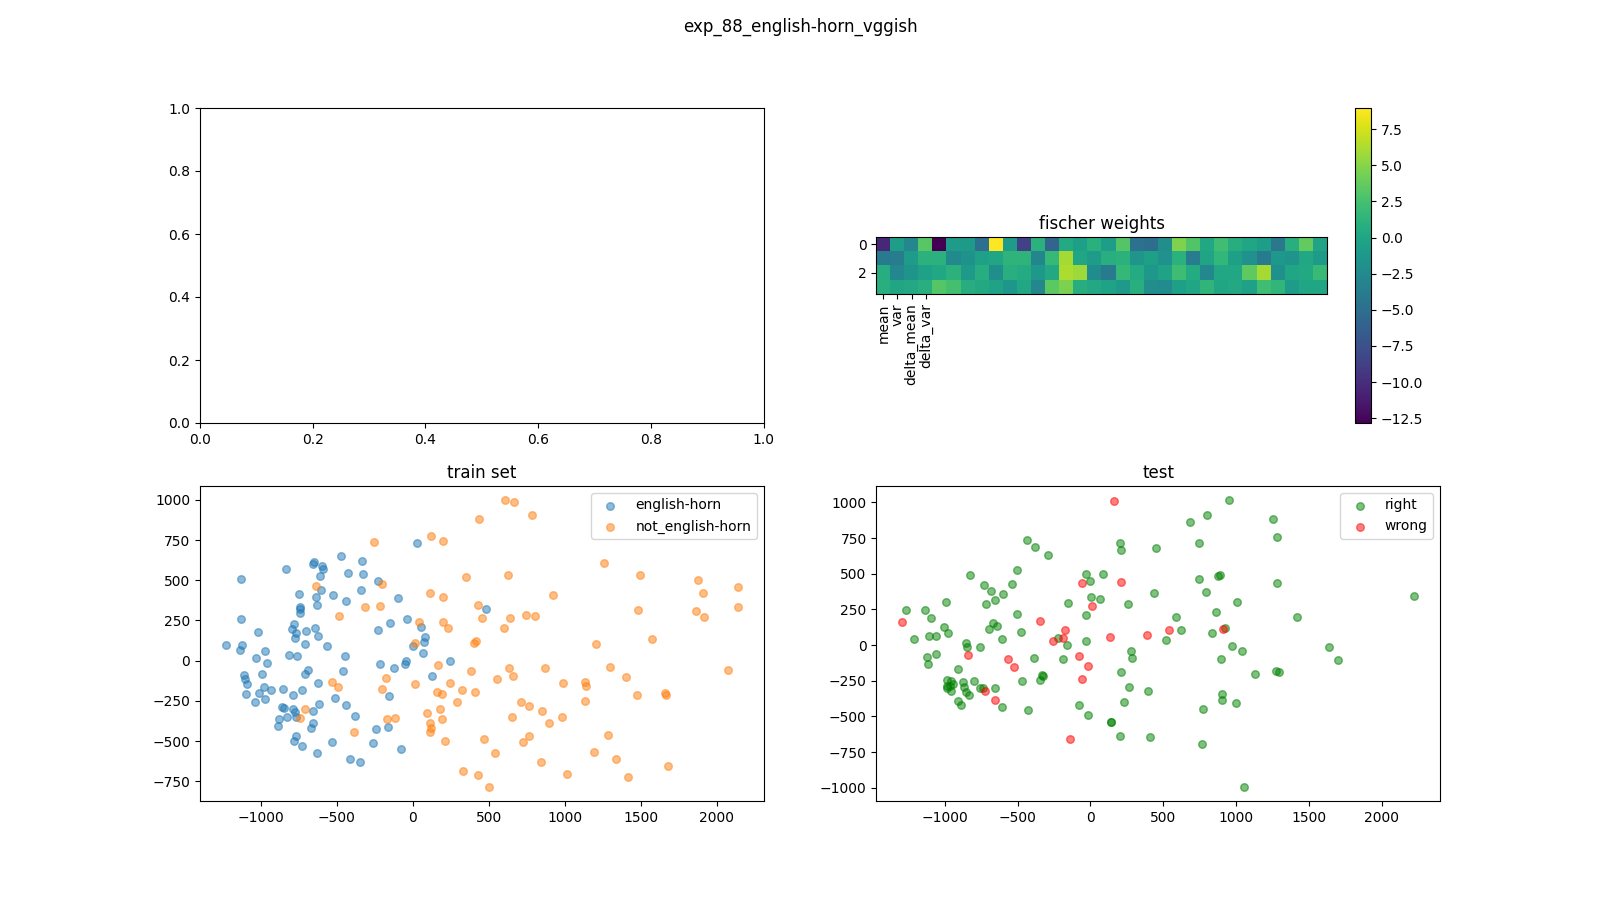 exp_88_english-horn_vggish
1.0
0.8
0.6
0.4
0.2
0.0
0.0 0.2 0.4 0.6 0.8 1.0
fischer weights
0
2
mean
var
delta_mean
delta_var
7.5
5.0
2.5
0.0
−2.5
−5.0
−7.5
−10.0
−12.5
train set
english-horn
not_english-horn
1000
750
500
250
0
−250
−500
−750
−1000 −500 0 500 1000 1500 2000
test
right
wrong
1000
750
500
250
0
−250
−500
−750
−1000
−1000 −500 0 500 1000 1500 2000